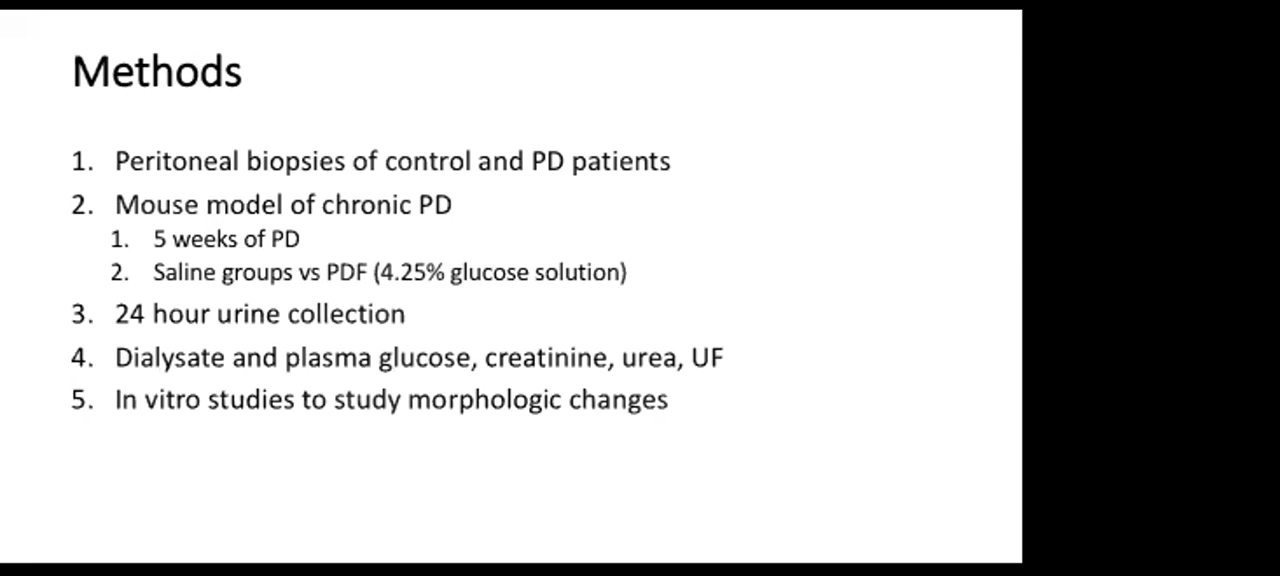 Methods
1. Peritoneal biopsies of control and PD patients
2. Mouse model of chronic PD
1. 5 weeks of PD
2. Saline groups vs PDF (4.25% glucose solution)
3. 24 hour urine collection
4. Dialysate and plasma glucose, creatinine, urea, UF
5. In vitro studies to study morphologic changes